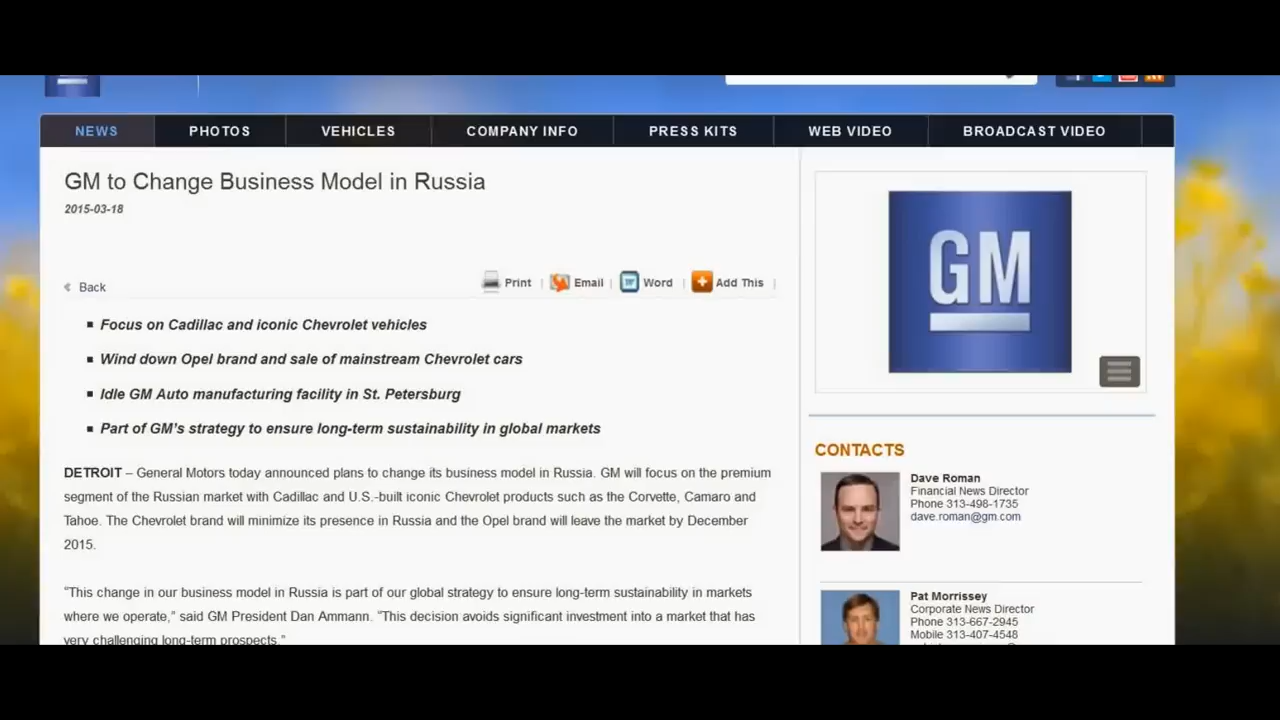 NEWS PHOTOS VEHICLES COMPANY INFO PRESS KITS WEB VIDEO BROADCAST VIDEO
GM to Change Business Model in Russia
2015-03-18
Back
Print | Email | Word | Add This |
Focus on Cadillac and iconic Chevrolet vehicles
Wind down Opel brand and sale of mainstream Chevrolet cars
Idle GM Auto manufacturing facility in St. Petersburg
Part of GM's strategy to ensure long-term sustainability in global markets
DETROIT – General Motors today announced plans to change its business model in Russia. GM will focus on the premium
segment of the Russian market with Cadillac and U.S.-built iconic Chevrolet products such as the Corvette, Camaro and
Tahoe. The Chevrolet brand will minimize its presence in Russia and the Opel brand will leave the market by December
2015.
"This change in our business model in Russia is part of our global strategy to ensure long-term sustainability in markets
where we operate," said GM President Dan Ammann. "This decision avoids significant investment into a market that has
very challenging long-term prospects."
GM
CONTACTS
Dave Roman
Financial News Director
Phone 313-498-1735
dave.roman@gm.com
Pat Morrissey
Corporate News Director
Phone 313-667-2945
Mobile 313-407-4548